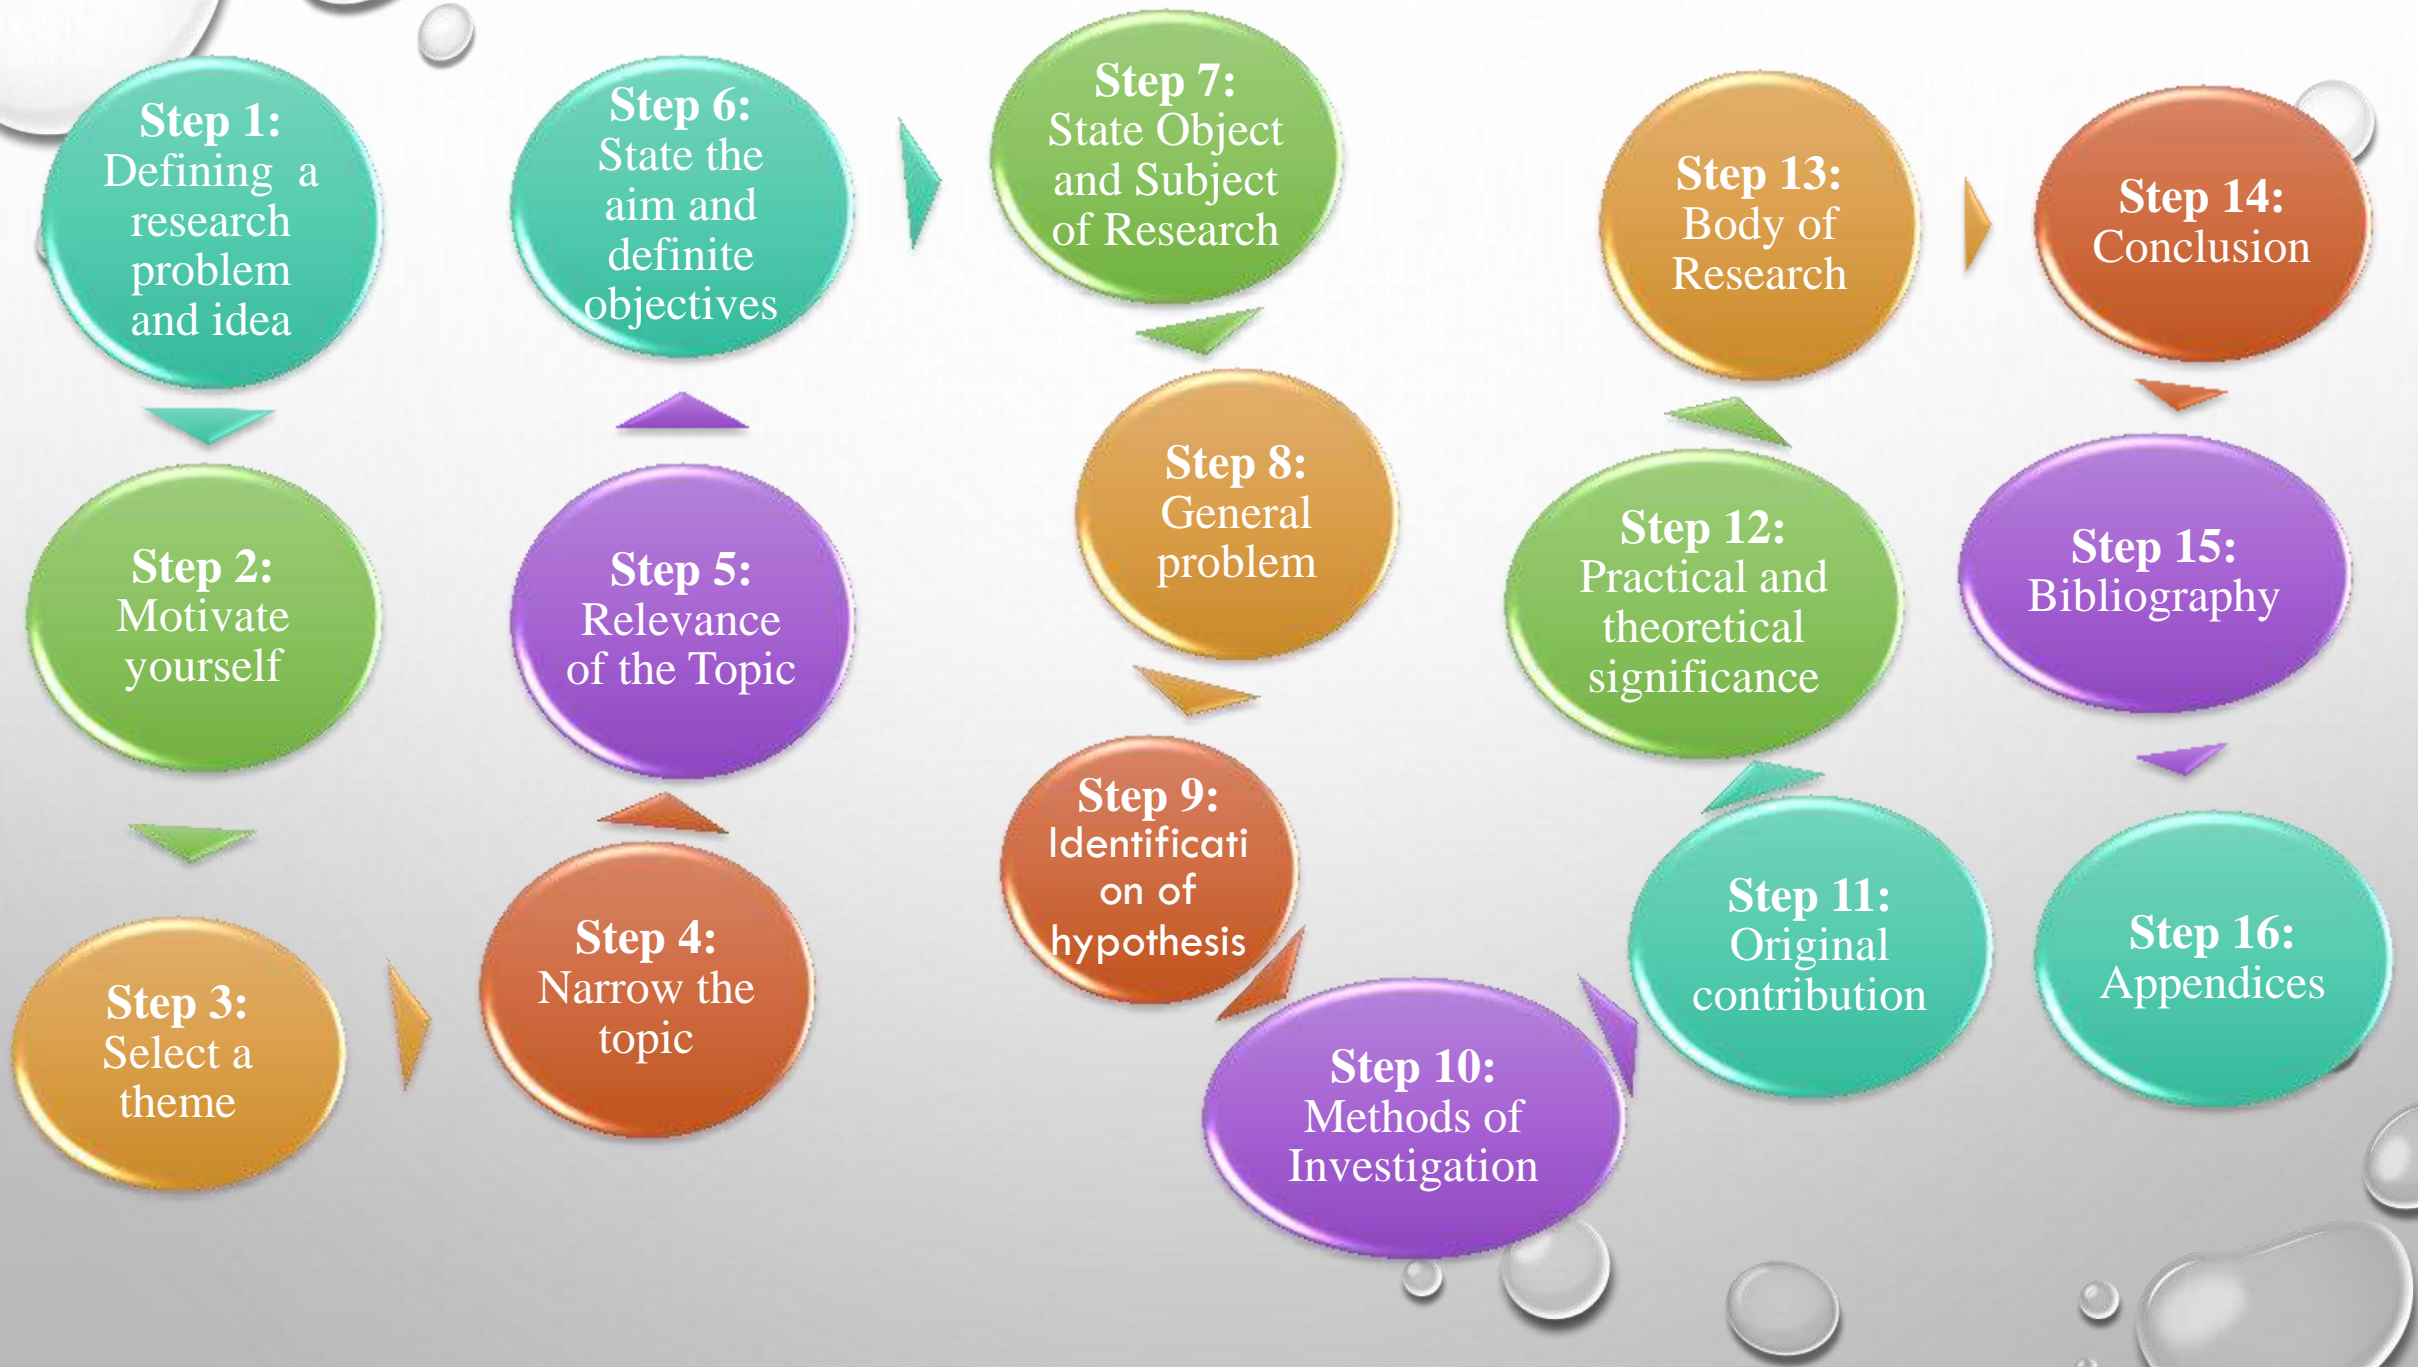 Step 1:
Defining  a
research
problem
and idea
Step 2:
Motivate
yourself
Step 3:
Select a
theme
Step 4:
Narrow the
topic
Step 5:
Relevance
of the Topic
Step 6:
State the
aim and
definite
objectives
Step 7:
State Object
and Subject
of Research
Step 8:
General
problem
Step 9:
Identificati
on of
hypothesis
Step 10:
Methods of
Investigation
Step 11:
Original
contribution
Step 12:
Practical and
theoretical
significance
Step 13:
Body of
Research
Step 14:
Conclusion
Step 15:
Bibliography
Step 16:
Appendices